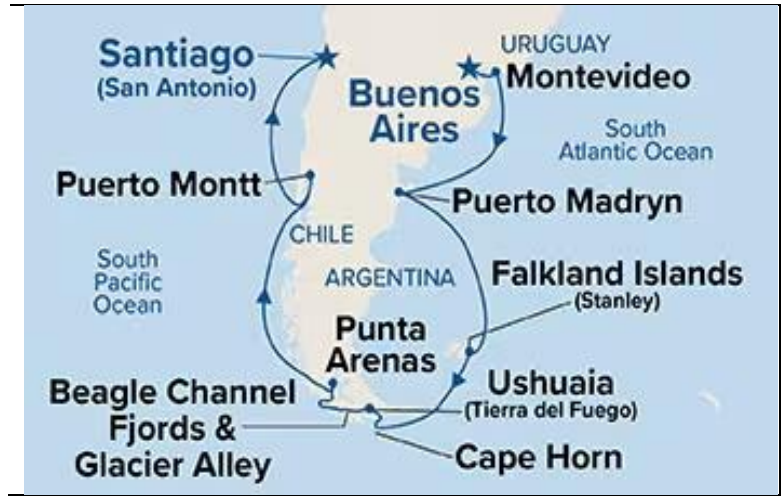 Santiago
(San Antonio)
URUGUAY
Montevideo
Buenos
Aires
South
Atlantic Ocean
Puerto Montt
Puerto Madryn
CHILE
South
Pacific
Ocean
ARGENTINA
Falkland Islands
(Stanley)
Punta
Arenas
Beagle Channel
Fjords &
Glacier Alley
Ushuaia
(Tierra del Fuego)
Cape Horn